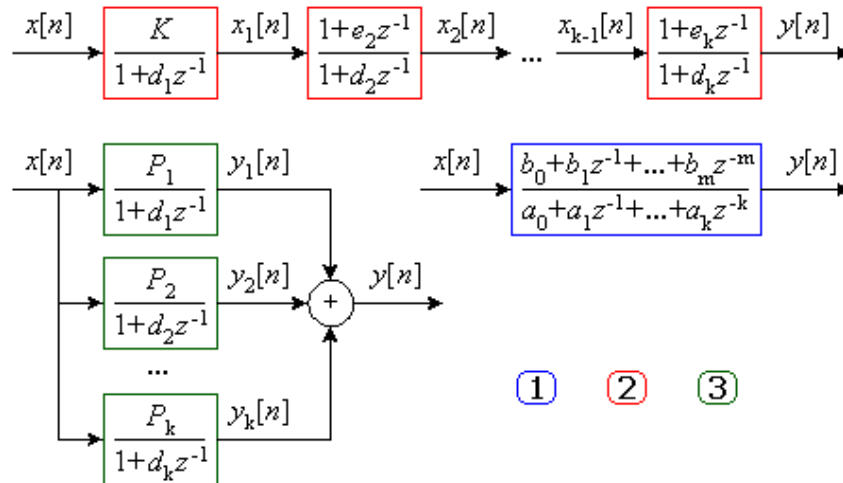 x[n] K x₁[n] 1+e₂z⁻¹ x₂[n] ... xₖ₋₁[n] 1+eₖz⁻¹ y[n]
1+d₁z⁻¹ 1+d₂z⁻¹ 1+dₖz⁻¹
x[n] P₁ y₁[n] x[n] b₀+b₁z⁻¹+...+bₘz⁻ᵐ y[n]
1+d₁z⁻¹ a₀+a₁z⁻¹+...+aₖz⁻ᵏ
P₂ y₂[n] + y[n]
1+d₂z⁻¹
...
1 2 3
Pₖ yₖ[n]
1+dₖz⁻¹